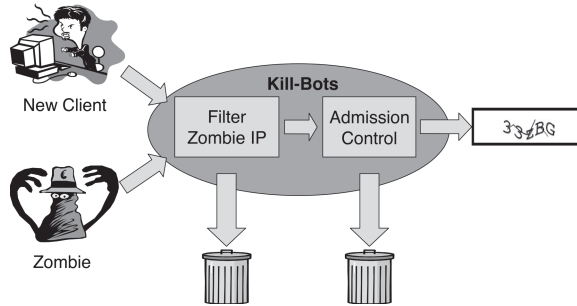 Kill-Bots
New Client
Filter
Zombie IP
Admission
Control
Zombie